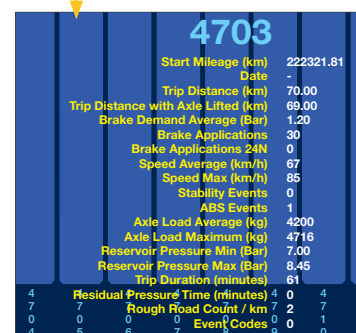 4703
Start Mileage (km) 222321.81
Date -
Trip Distance (km) 70.00
Trip Distance with Axle Lifted (km) 69.00
Brake Demand Average (Bar) 1.20
Brake Applications 30
Brake Applications 24N 0
Speed Average (km/h) 67
Speed Max (km/h) 85
Stability Events 0
ABS Events 1
Axle Load Average (kg) 4200
Axle Load Maximum (kg) 4716
Reservoir Pressure Min (Bar) 7.00
Reservoir Pressure Max (Bar) 8.45
Trip Duration (minutes) 61
Residual Pressure Time (minutes) 0
Rough Road Count / km 2
Event Codes